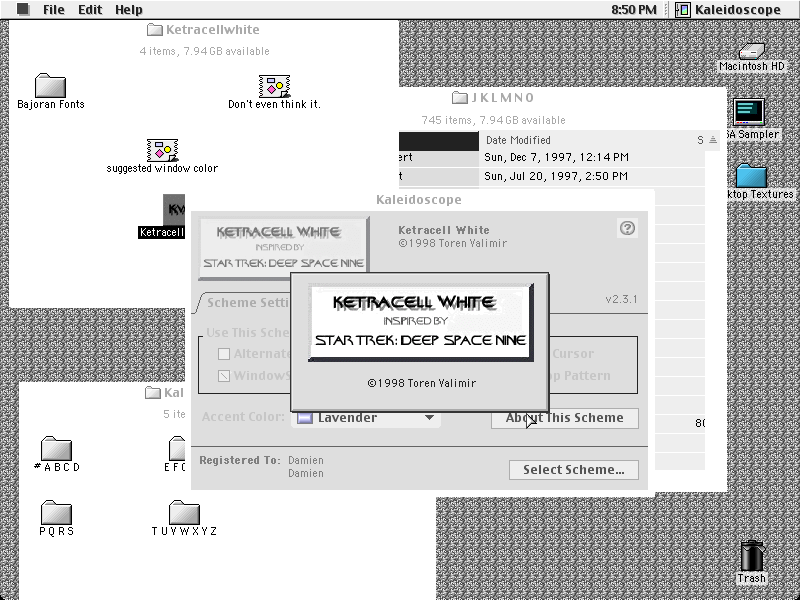 File Edit Help
8:50 PM
Kaleidoscope
Ketracellwhite
4 items, 7.94 GB available
Bajoran Fonts
Don't even think it.
suggested window color
Ketracell
Macintosh HD
SA Sampler
ktop Textures
JKLMNO
745 items, 7.94 GB available
Date Modified
S
ert
Sun, Dec 7, 1997, 12:14 PM
t
Sun, Jul 20, 1997, 2:50 PM
80
Kaleidoscope
KETRACELL WHITE
INSPIRED BY
STAR TREK: DEEP SPACE NINE
Ketracell White
©1998 Toren Valimir
?
v2.3.1
Scheme Setti
Use This Sche
Alternat
WindowS
Cursor
op Pattern
KETRACELL WHITE
INSPIRED BY
STAR TREK: DEEP SPACE NINE
©1998 Toren Valimir
Accent Color:
Lavender
About This Scheme
Registered To:
Damien
Damien
Select Scheme...
Kal
5 ite
#ABCD
EFG
PQRS
TUVWXYZ
Trash